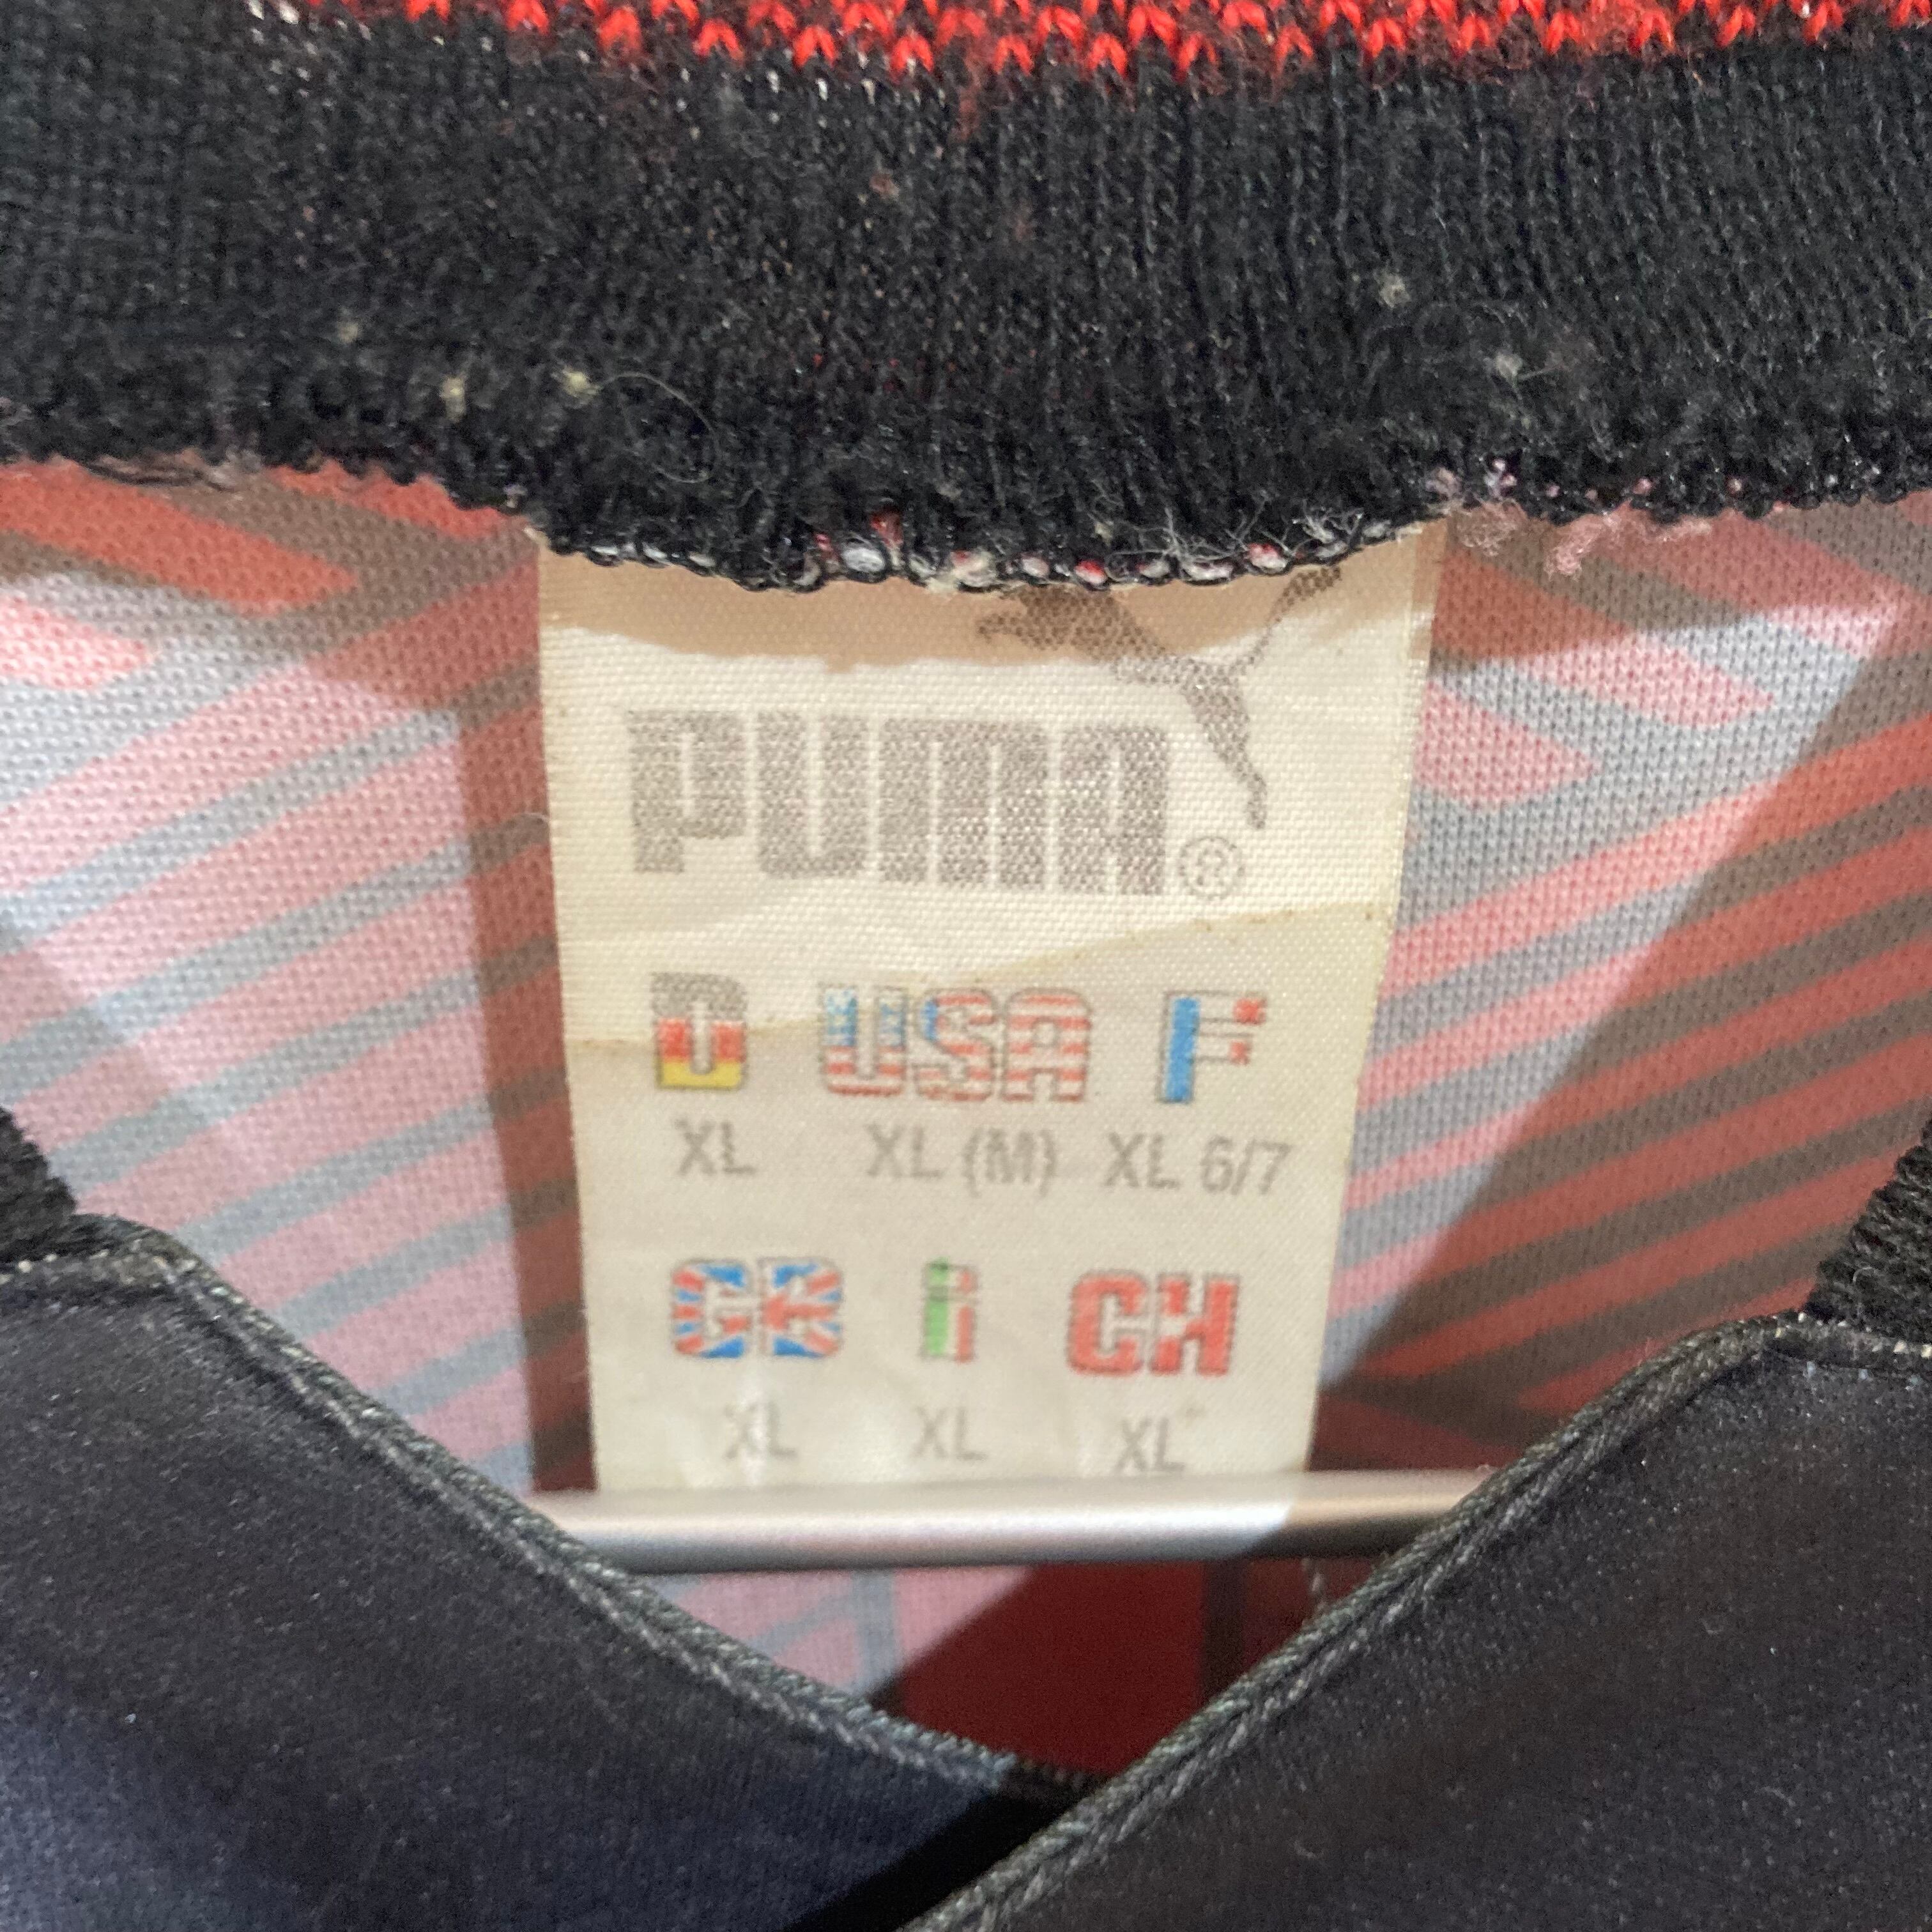 PUMA®
D USA F
XL XL (M) XL 6/7
GB i CH
XL XL XL